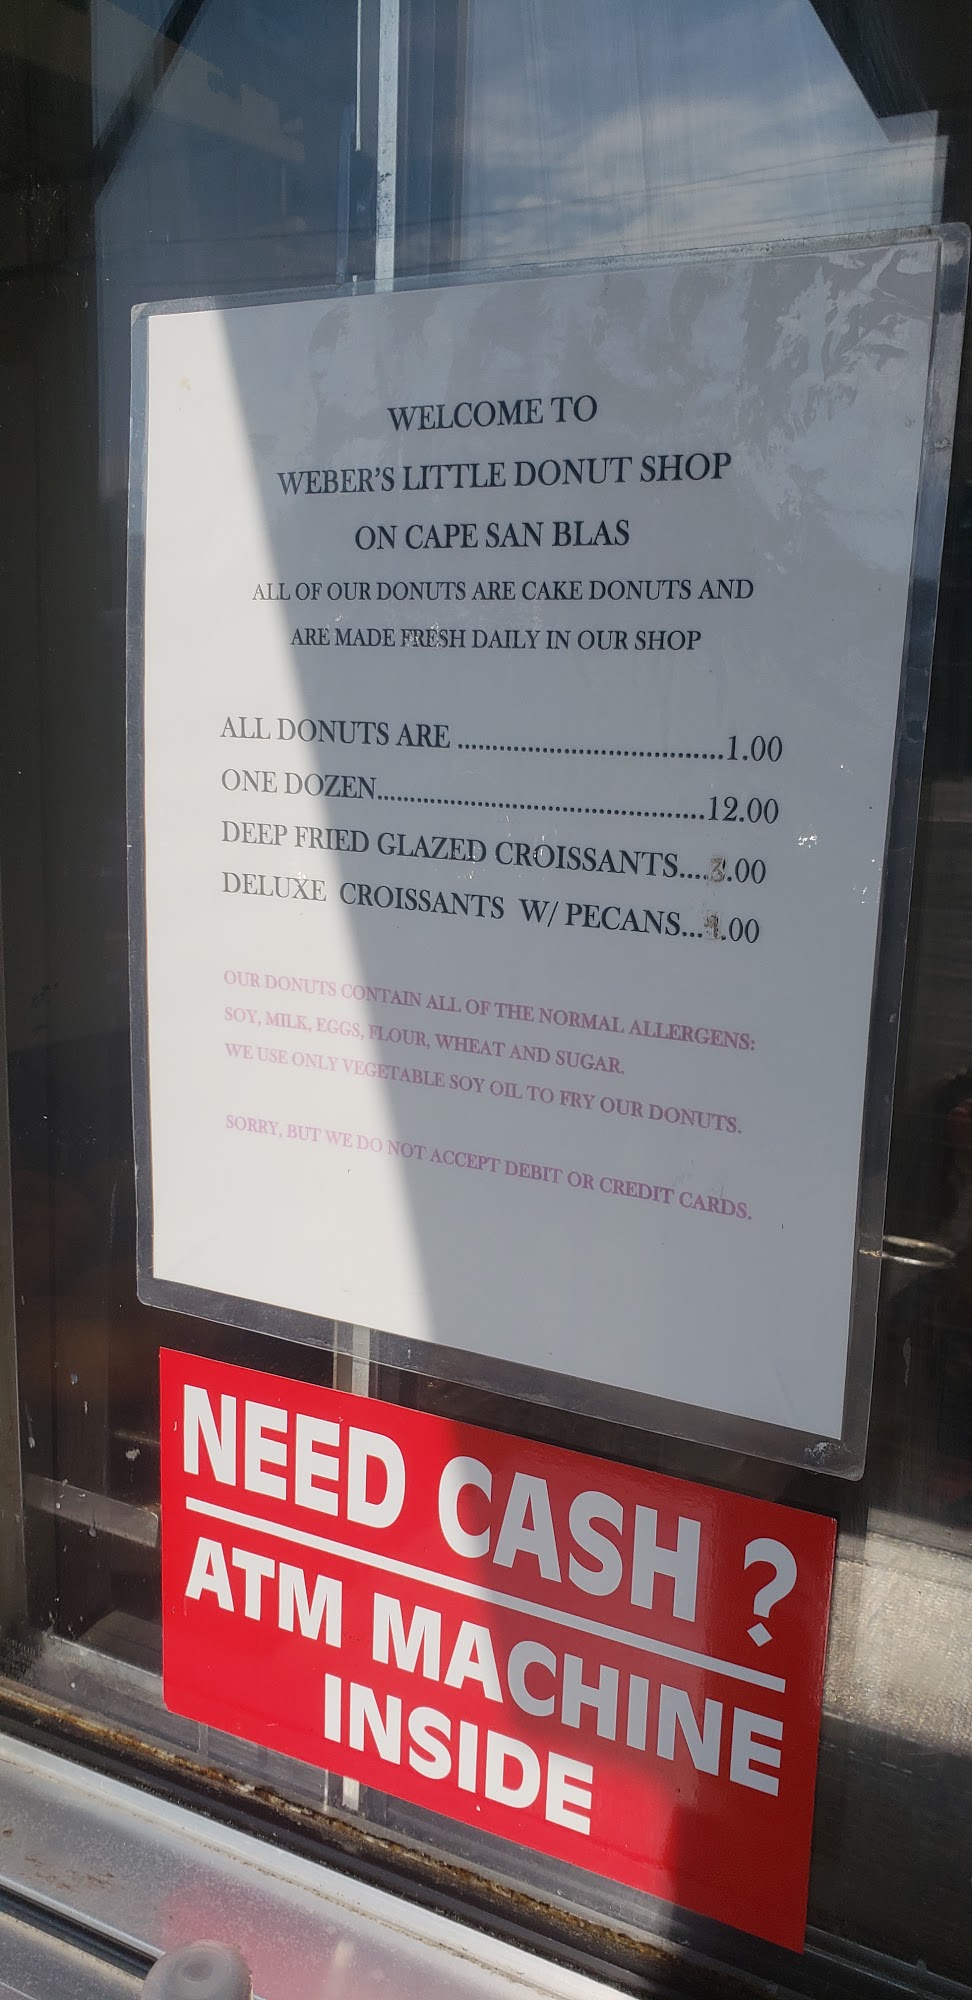 WELCOME TO
WEBER'S LITTLE DONUT SHOP
ON CAPE SAN BLAS
ALL OF OUR DONUTS ARE CAKE DONUTS AND
ARE MADE FRESH DAILY IN OUR SHOP
ALL DONUTS ARE .......................................1.00
ONE DOZEN.................................................12.00
DEEP FRIED GLAZED CROISSANTS....3.00
DELUXE CROISSANTS W/ PECANS... .00
OUR DONUTS CONTAIN ALL OF THE NORMAL ALLERGENS:
SOY, MILK, EGGS, FLOUR, WHEAT AND SUGAR.
WE USE ONLY VEGETABLE SOY OIL TO FRY OUR DONUTS.
SORRY, BUT WE DO NOT ACCEPT DEBIT OR CREDIT CARDS.
NEED CASH ?
ATM MACHINE
INSIDE